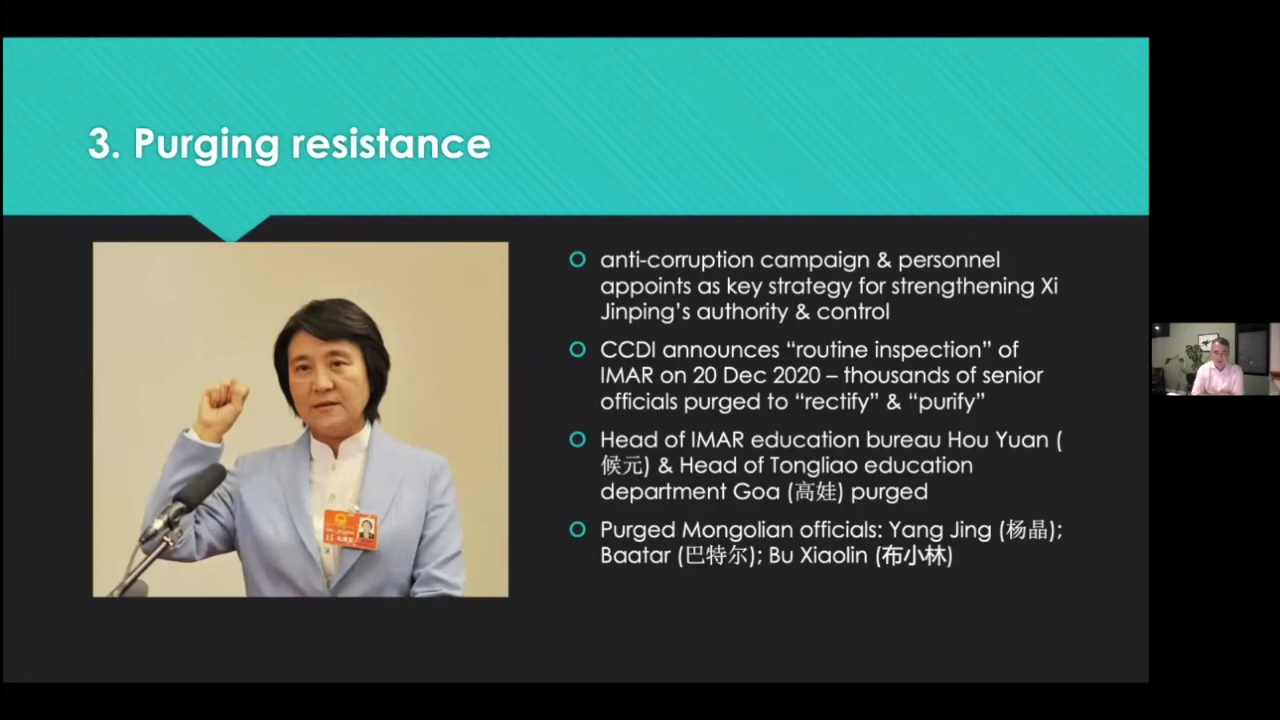 3. Purging resistance
anti-corruption campaign & personnel
appoints as key strategy for strengthening Xi
Jinping’s authority & control
CCDI announces “routine inspection” of
IMAR on 20 Dec 2020 – thousands of senior
officials purged to “rectify” & “purify”
Head of IMAR education bureau Hou Yuan (
候元) & Head of Tongliao education
department Goa (高娃) purged
Purged Mongolian officials: Yang Jing (杨晶);
Baatar (巴特尔); Bu Xiaolin (布小林)